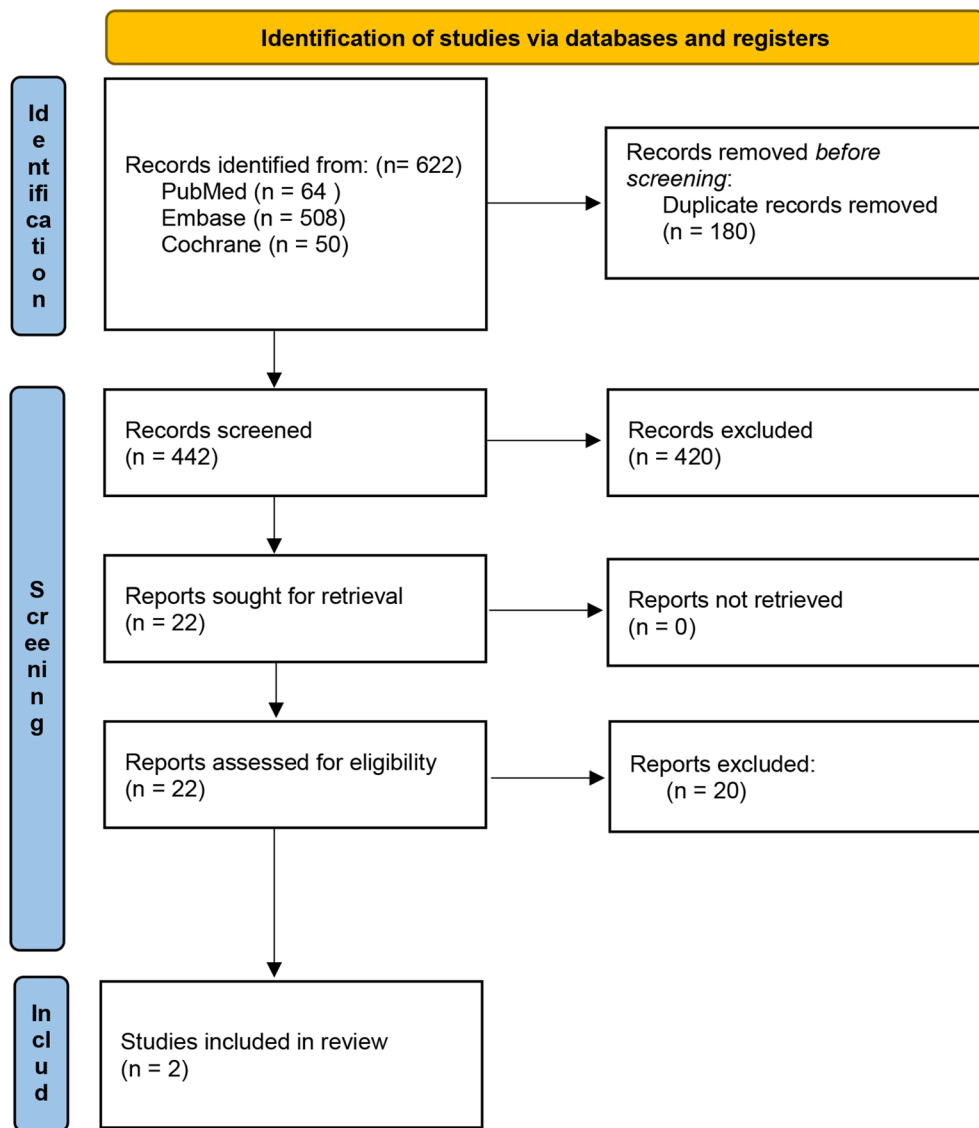 Identification of studies via databases and registers
Id
e
ntif
ica
ti
o
n
Records identified from: (n= 622)
PubMed (n = 64 )
Embase (n = 508)
Cochrane (n = 50)
Records removed before
screening:
Duplicate records removed
(n = 180)
S
cr
ee
ni
n
g
Records screened
(n = 442)
Records excluded
(n = 420)
Reports sought for retrieval
(n = 22)
Reports not retrieved
(n = 0)
Reports assessed for eligibility
(n = 22)
Reports excluded:
(n = 20)
In
cl
u
d
Studies included in review
(n = 2)